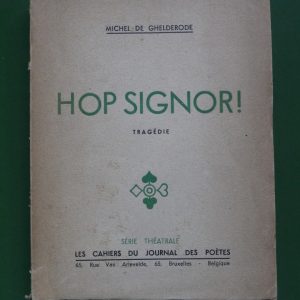 MICHEL DE GHELDERODE
HOP SIGNOR!
TRAGÉDIE
SÉRIE THÉATRALE
LES CAHIERS DU JOURNAL DES POÈTES
65, Rue Van Artevelde, 65, Bruxelles - Belgique